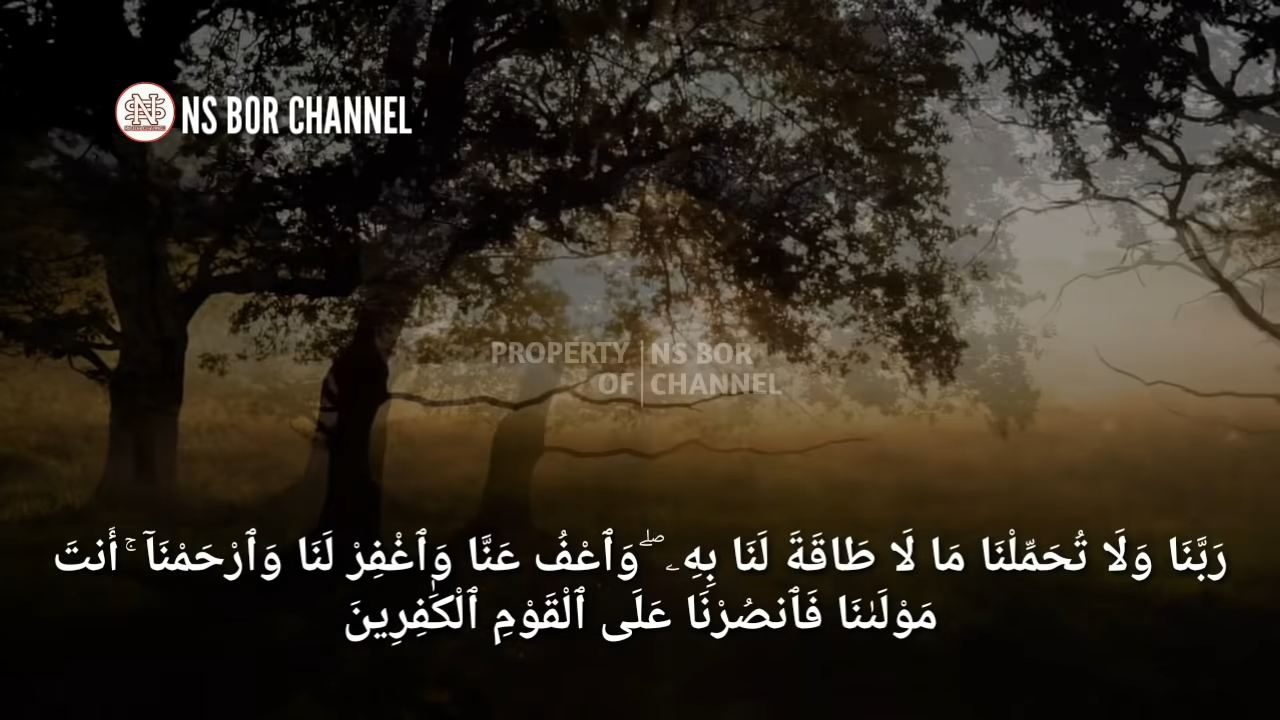 NS BOR CHANNEL
PROPERTY OF | NS BOR CHANNEL
رَبَّنَا وَلَا تُحَمِّلْنَا مَا لَا طَاقَةَ لَنَا بِهِۦ ۖ وَٱعْفُ عَنَّا وَٱغْفِرْ لَنَا وَٱرْحَمْنَآ ۚ أَنتَ
مَوْلَىٰنَا فَٱنصُرْنَا عَلَى ٱلْقَوْمِ ٱلْكَٰفِرِينَ